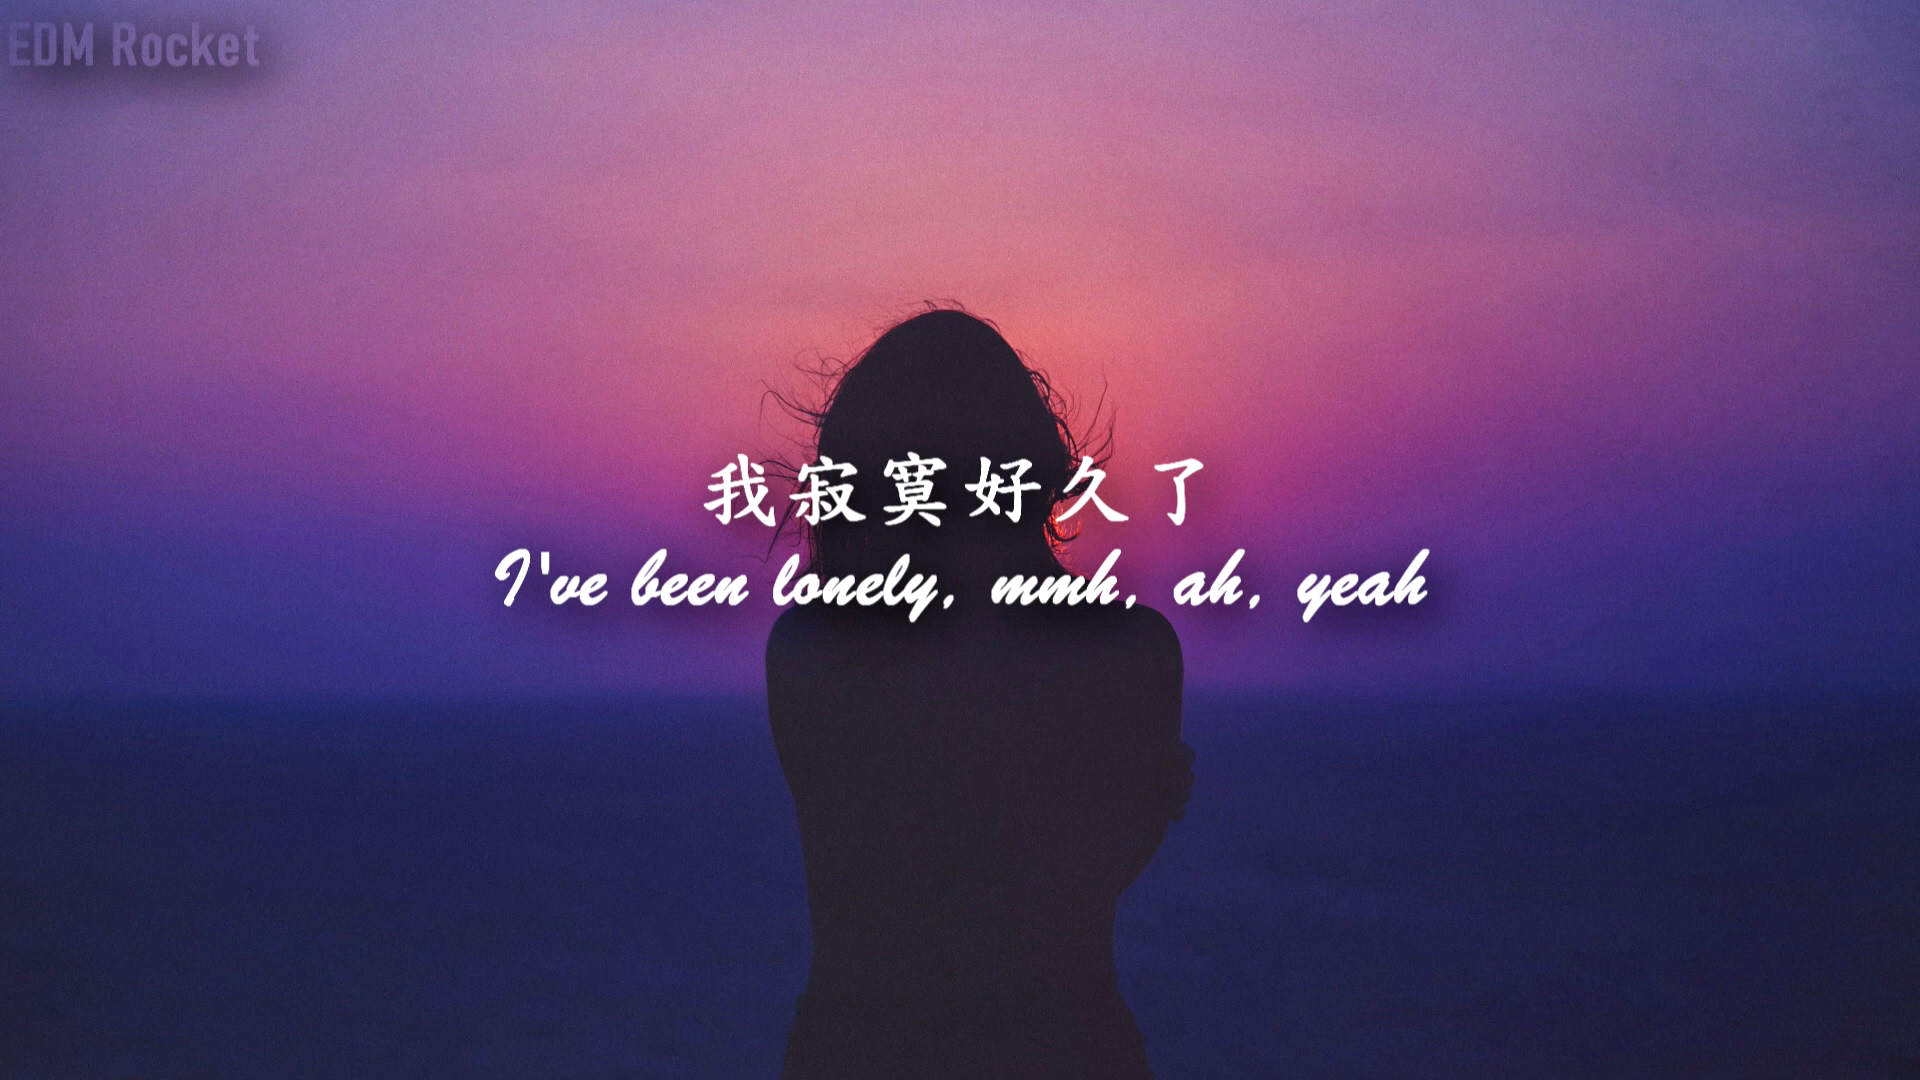 EDM Rocket
我寂寞好久了
I've been lonely, mmh, ah, yeah